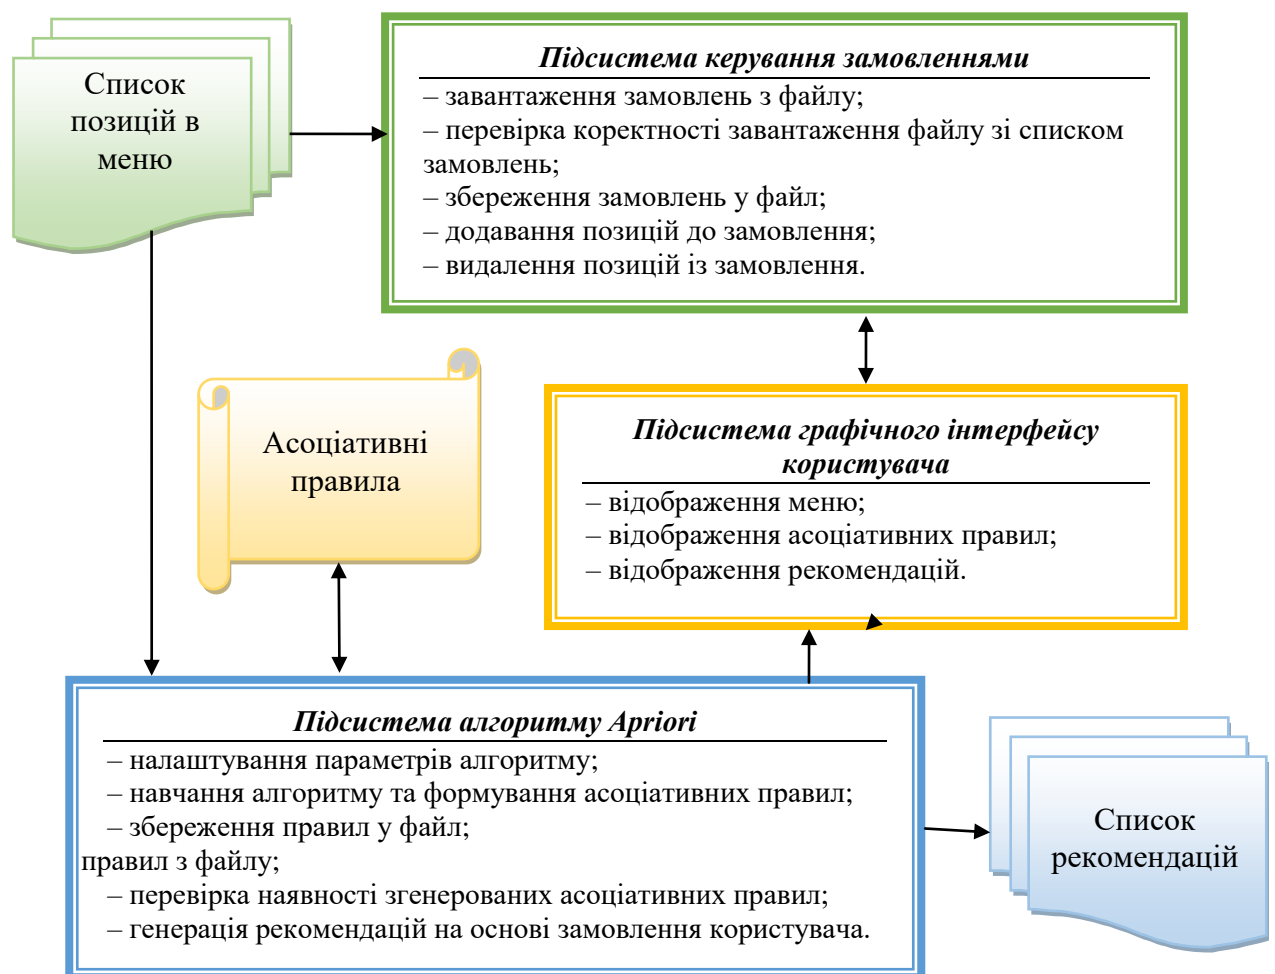 Список
позицій в
меню
Підсистема керування замовленнями
– завантаження замовлень з файлу;
– перевірка коректності завантаження файлу зі списком
замовлень;
– збереження замовлень у файл;
– додавання позицій до замовлення;
– видалення позицій із замовлення.
Асоціативні
правила
Підсистема графічного інтерфейсу
користувача
– відображення меню;
– відображення асоціативних правил;
– відображення рекомендацій.
Підсистема алгоритму Apriori
– налаштування параметрів алгоритму;
– навчання алгоритму та формування асоціативних правил;
– збереження правил у файл;
правил з файлу;
– перевірка наявності згенерованих асоціативних правил;
– генерація рекомендацій на основі замовлення користувача.
Список
рекомендацій